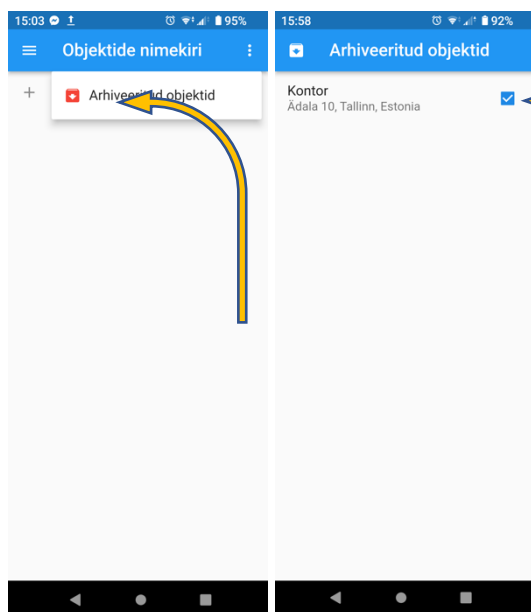 15:03
95%
Objektide nimekiri
Arhiveeritud objektid
15:58
92%
Arhiveeritud objektid
Kontor
Ädala 10, Tallinn, Estonia